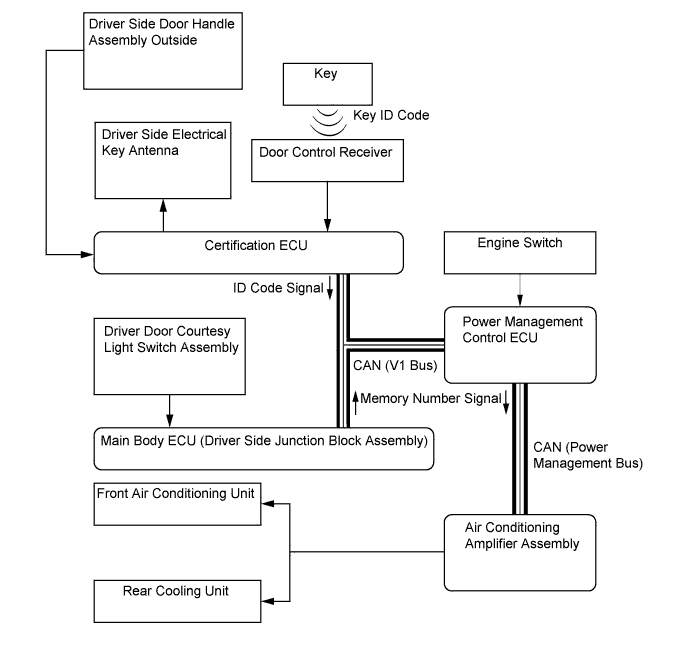 Driver Side Door Handle
Assembly Outside
Key
Key ID Code
Driver Side Electrical
Key Antenna
Door Control Receiver
Certification ECU
Engine Switch
ID Code Signal
Driver Door Courtesy
Light Switch Assembly
Power Management
Control ECU
CAN (V1 Bus)
Memory Number Signal
Main Body ECU (Driver Side Junction Block Assembly)
CAN (Power
Management Bus)
Front Air Conditioning Unit
Air Conditioning
Amplifier Assembly
Rear Cooling Unit